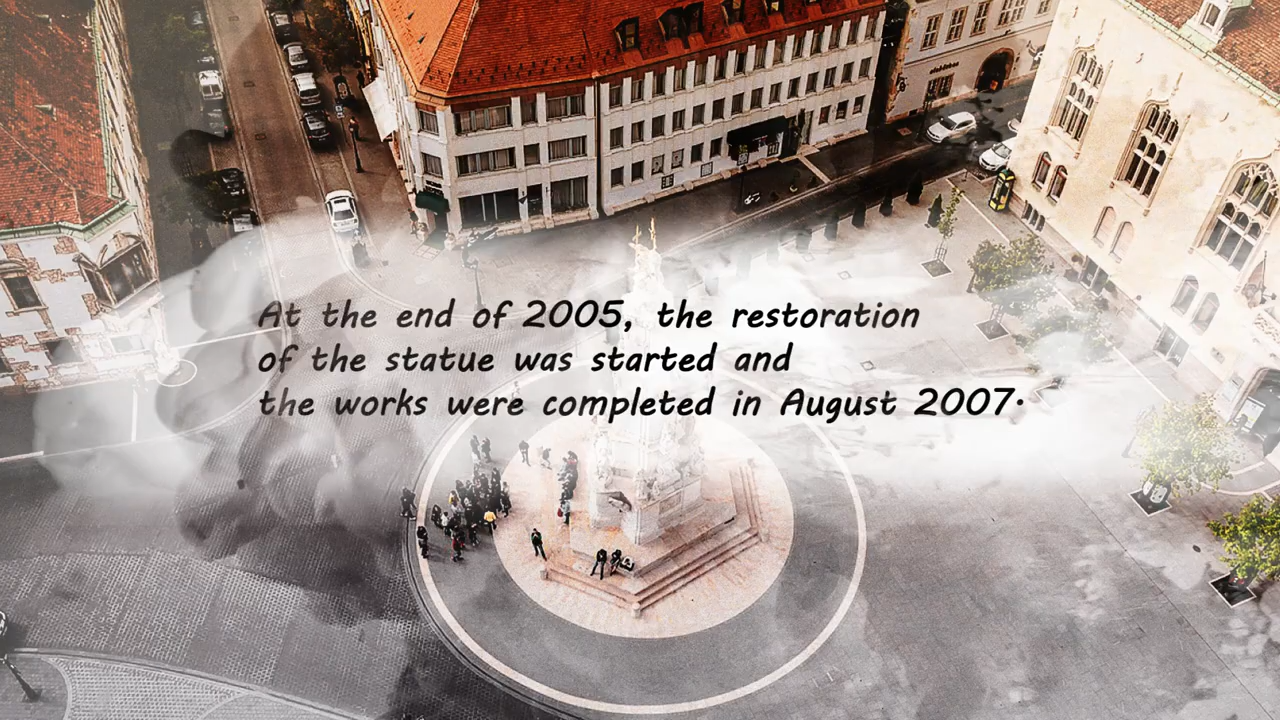 At the end of 2005, the restoration
of the statue was started and
the works were completed in August 2007.